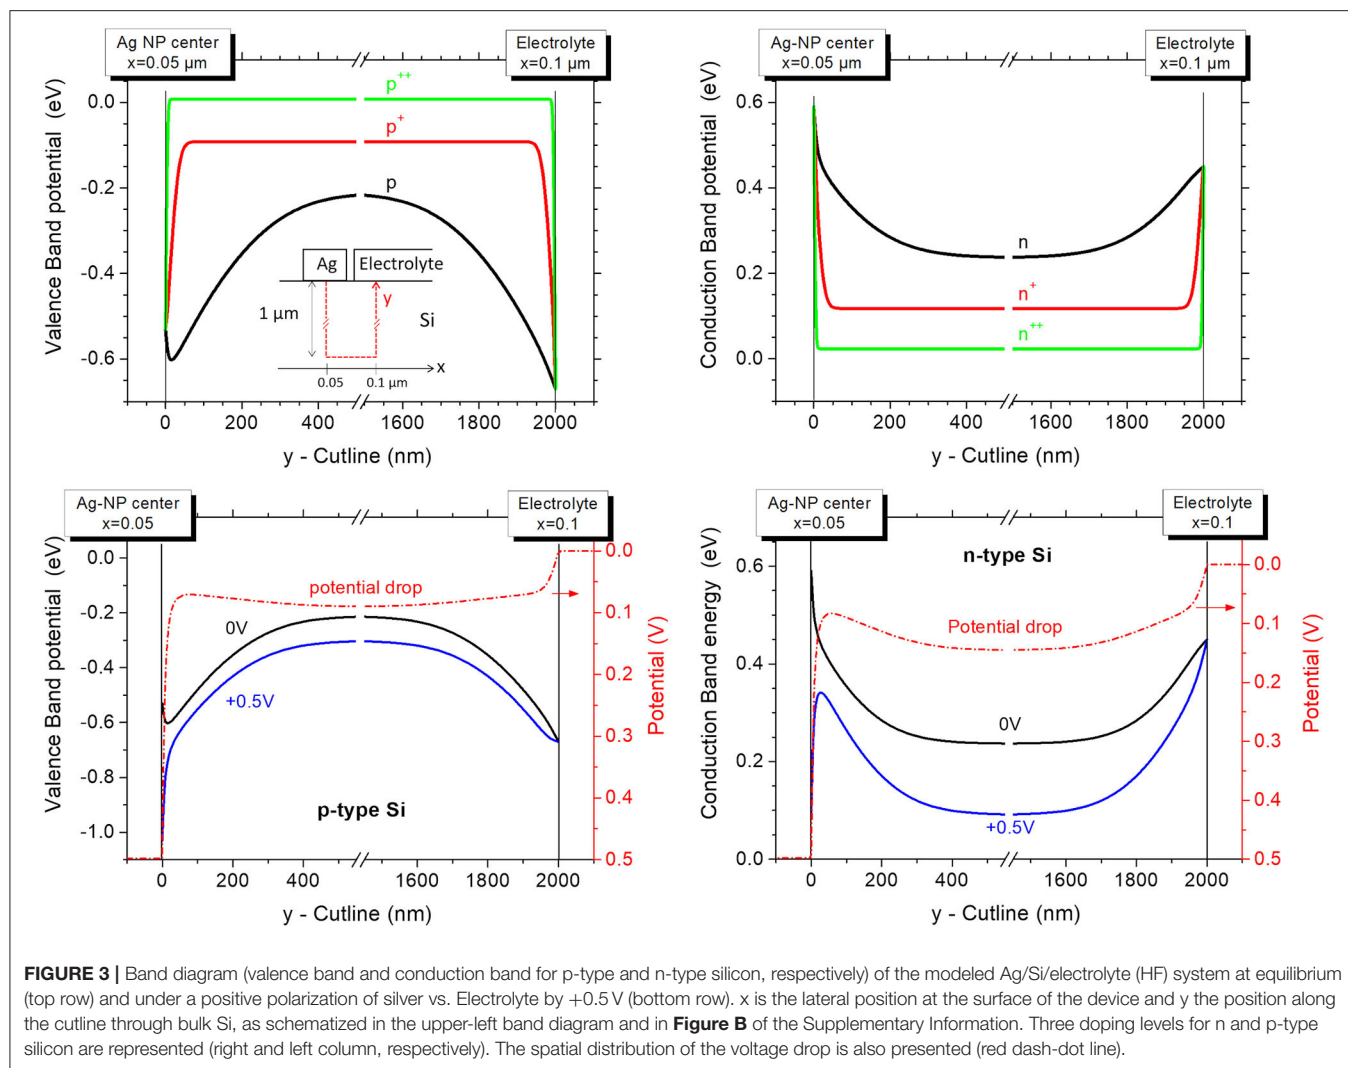 Ag NP center
x=0.05 µm
Electrolyte
x=0.1 µm
Valence Band potential (eV)
0.0
-0.2
-0.4
-0.6
p++
p+
p
Ag
Electrolyte
1 µm
y
Si
x
0.05
0.1 µm
0
200
400
1600
1800
2000
y - Cutline (nm)
Ag-NP center
x=0.05 µm
Electrolyte
x=0.1 µm
Conduction Band potential (eV)
0.6
0.4
0.2
0.0
n
n+
n++
0
200
400
1600
1800
2000
y - Cutline (nm)
Ag-NP center
x=0.05
Electrolyte
x=0.1
Valence Band potential (eV)
0.0
-0.2
-0.4
-0.6
-0.8
-1.0
potential drop
0V
+0.5V
p-type Si
0.0
0.1
0.2
0.3
0.4
0.5
Potential (V)
0
200
400
1600
1800
2000
y - Cutline (nm)
Ag-NP center
x=0.05
Electrolyte
x=0.1
Conduction Band energy (eV)
0.6
0.4
0.2
0.0
n-type Si
Potential drop
0V
+0.5V
0.0
0.1
0.2
0.3
0.4
0.5
Potential (V)
0
200
400
1600
1800
2000
y - Cutline (nm)
FIGURE 3 | Band diagram (valence band and conduction band for p-type and n-type silicon, respectively) of the modeled Ag/Si/electrolyte (HF) system at equilibrium
(top row) and under a positive polarization of silver vs. Electrolyte by +0.5 V (bottom row). x is the lateral position at the surface of the device and y the position along
the cutline through bulk Si, as schematized in the upper-left band diagram and in Figure B of the Supplementary Information. Three doping levels for n and p-type
silicon are represented (right and left column, respectively). The spatial distribution of the voltage drop is also presented (red dash-dot line).